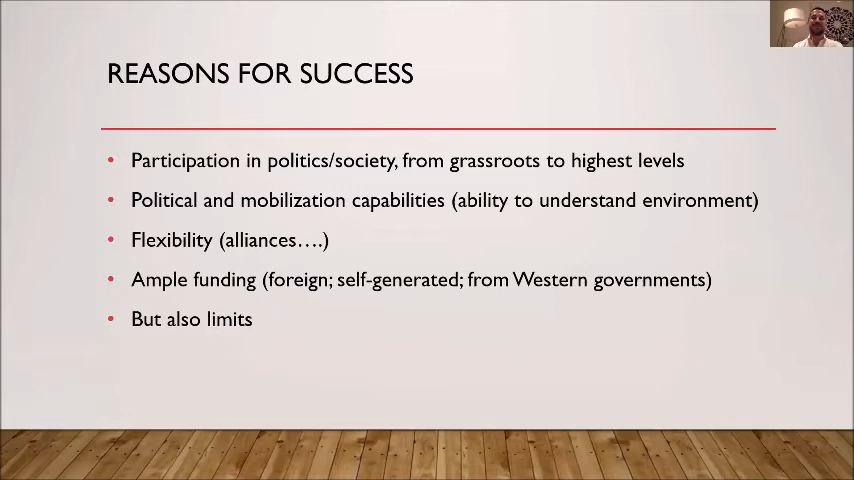 REASONS FOR SUCCESS
• Participation in politics/society, from grassroots to highest levels
• Political and mobilization capabilities (ability to understand environment)
• Flexibility (alliances….)
• Ample funding (foreign; self-generated; from Western governments)
• But also limits